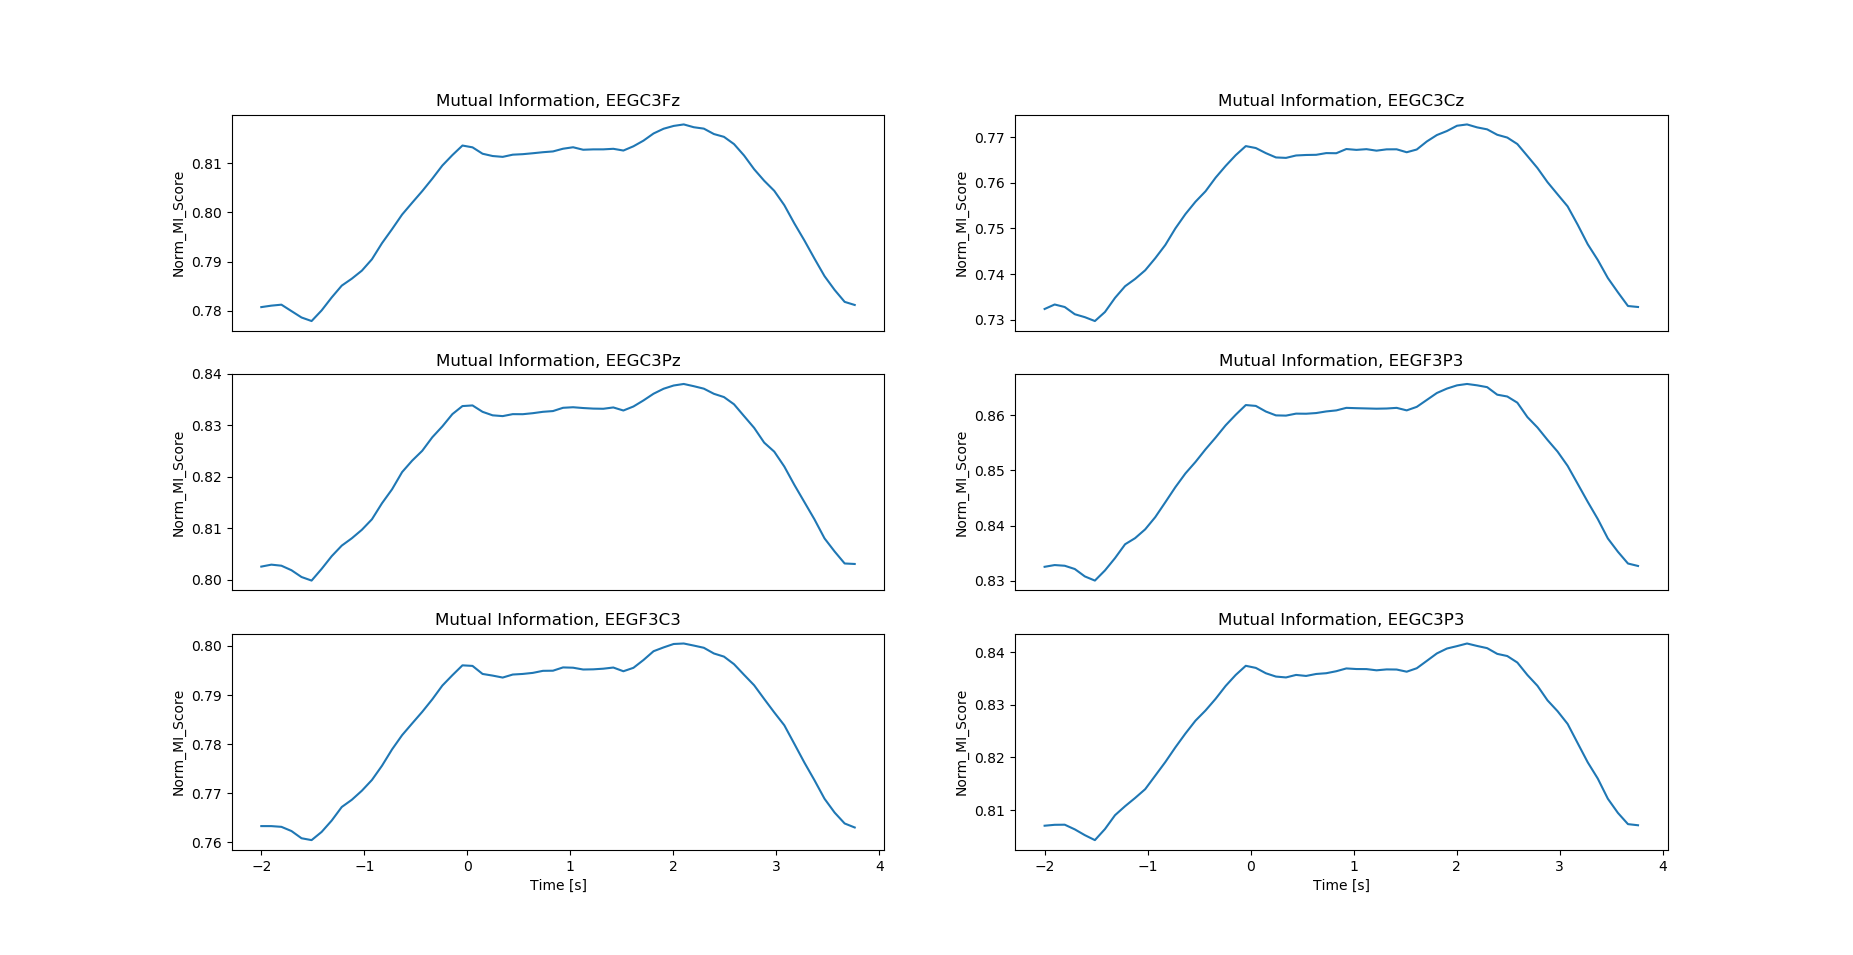 Mutual Information, EEGC3Fz
Norm_MI_Score
0.81
0.80
0.79
0.78
Mutual Information, EEGC3Cz
Norm_MI_Score
0.77
0.76
0.75
0.74
0.73
Mutual Information, EEGC3Pz
Norm_MI_Score
0.84
0.83
0.82
0.81
0.80
Mutual Information, EEGF3P3
Norm_MI_Score
0.86
0.85
0.84
0.83
Mutual Information, EEGF3C3
Norm_MI_Score
0.80
0.79
0.78
0.77
0.76
−2 −1 0 1 2 3 4
Time [s]
Mutual Information, EEGC3P3
Norm_MI_Score
0.84
0.83
0.82
0.81
−2 −1 0 1 2 3 4
Time [s]